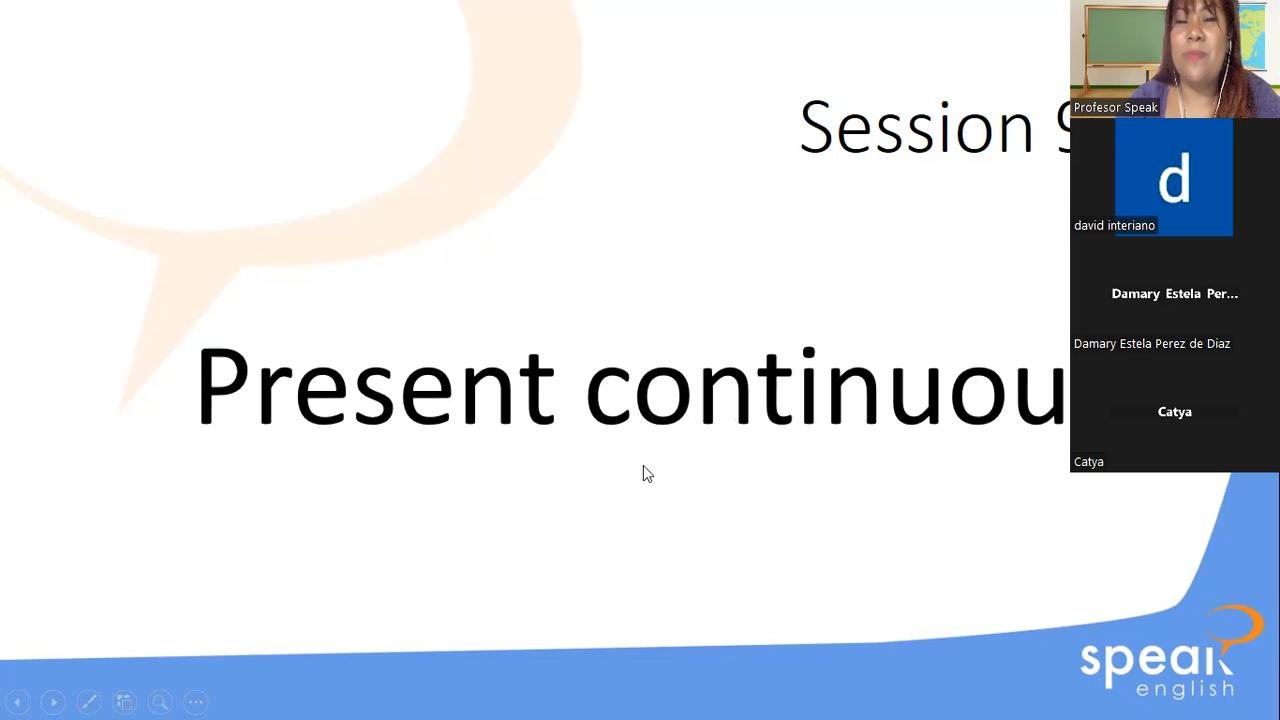 Session 9
Present continuou
speak
english
Profesor Speak
d
david interiano
Damary Estela Per...
Damary Estela Perez de Diaz
Catya
Catya